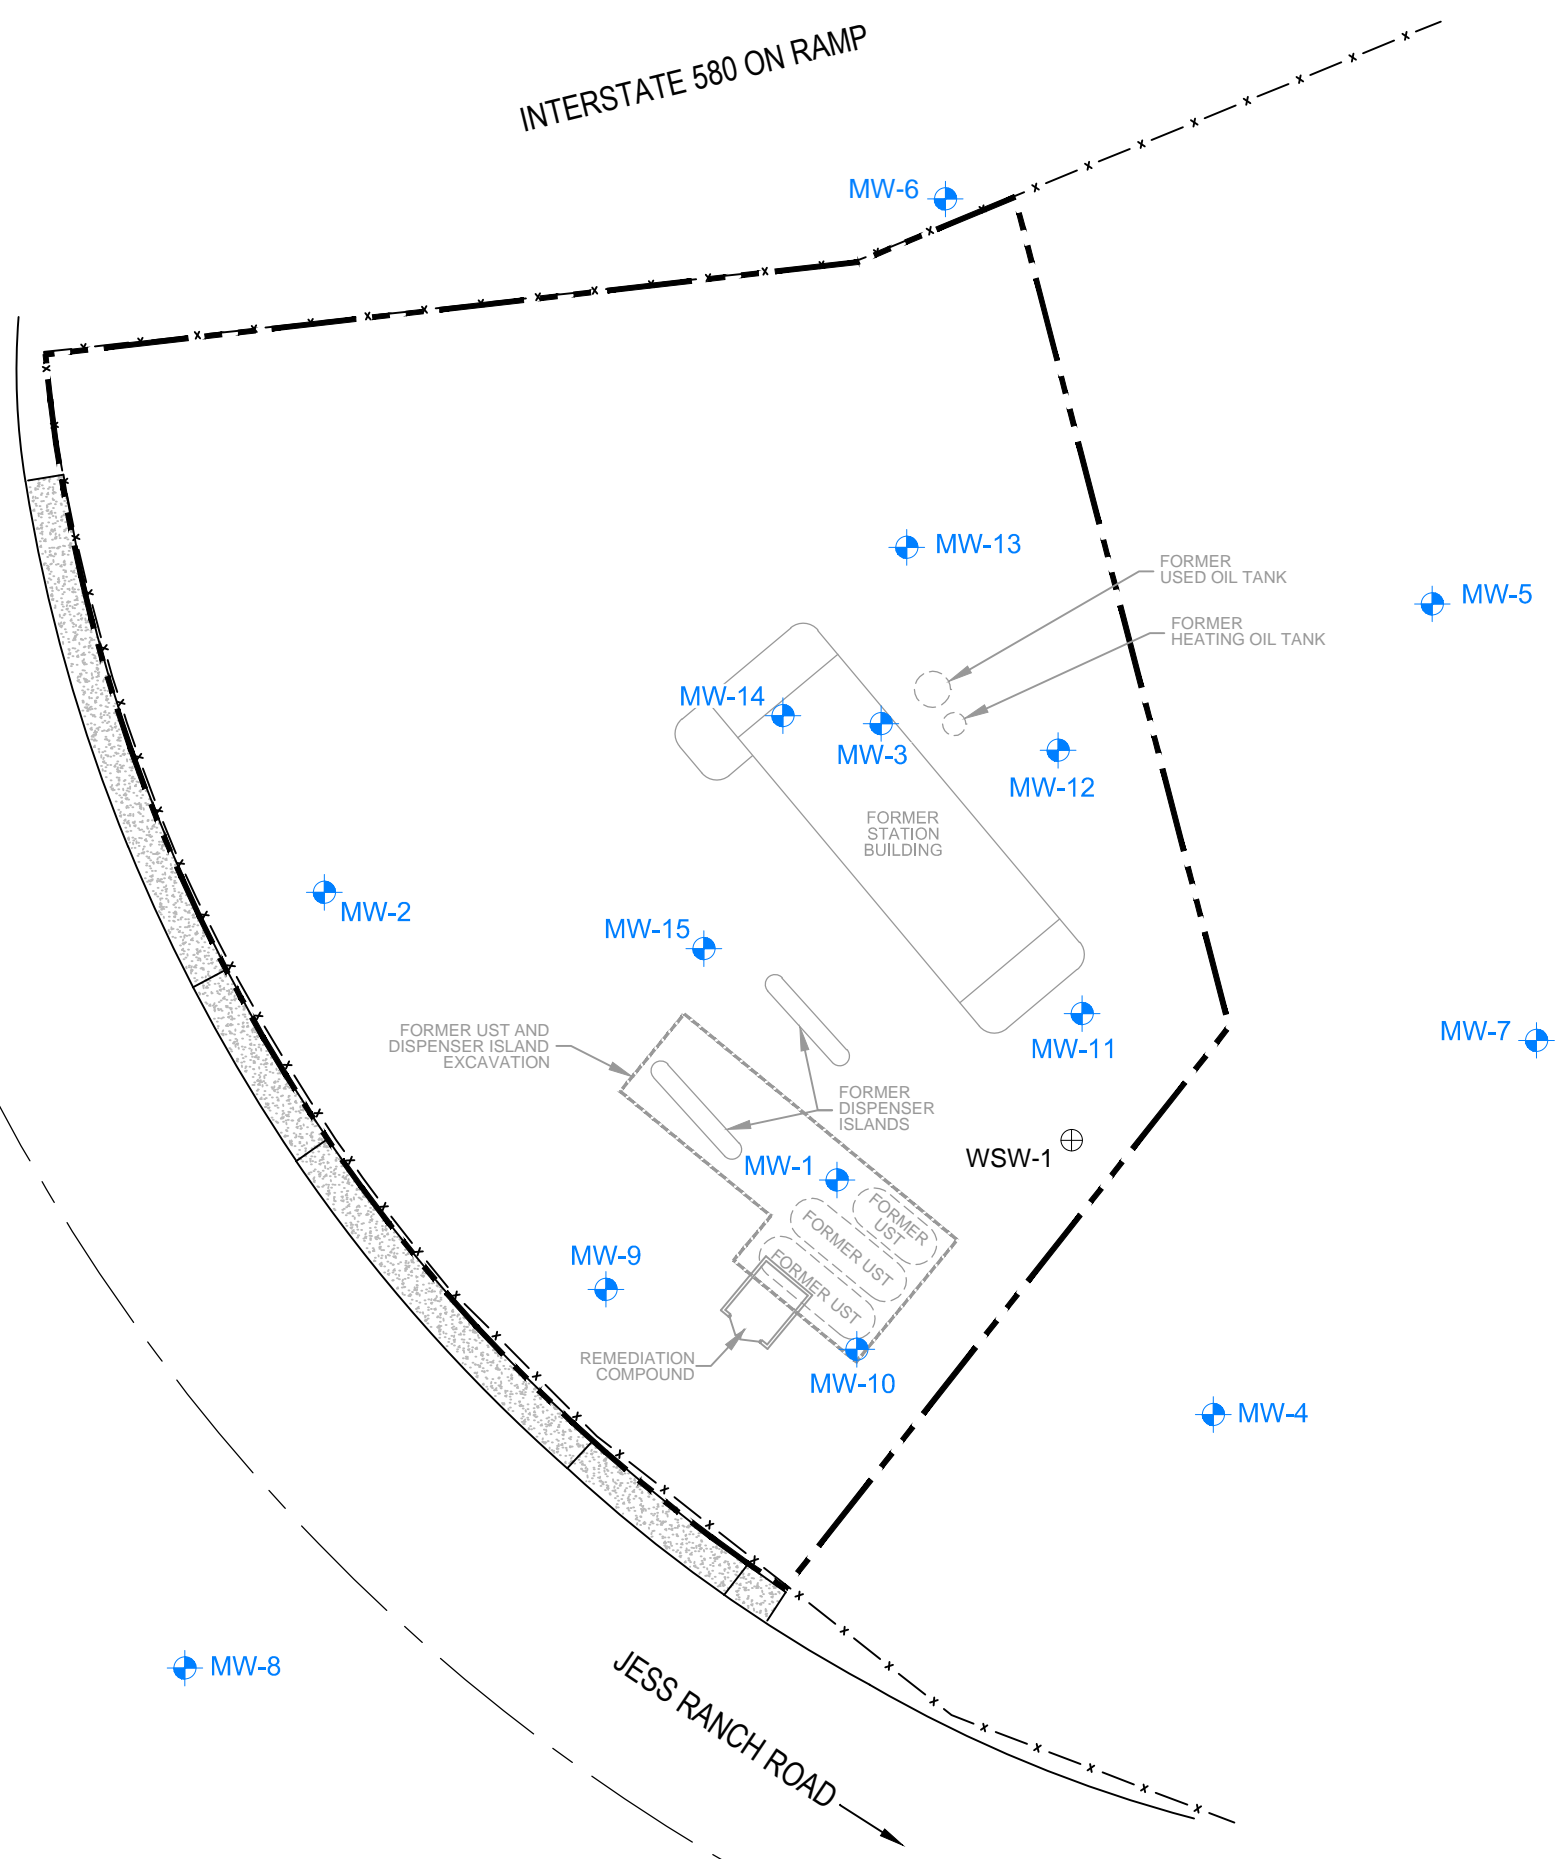 INTERSTATE 580 ON RAMP
MW-6
MW-13
FORMER
USED OIL TANK
MW-5
FORMER
HEATING OIL TANK
MW-14
MW-3
MW-12
FORMER
STATION
BUILDING
MW-2
MW-15
FORMER UST AND
DISPENSER ISLAND
EXCAVATION
MW-11
MW-7
FORMER
DISPENSER
ISLANDS
WSW-1
MW-1
FORMER
UST
FORMER UST
FORMER UST
MW-9
REMEDIATION
COMPOUND
MW-10
MW-4
MW-8
JESS RANCH ROAD